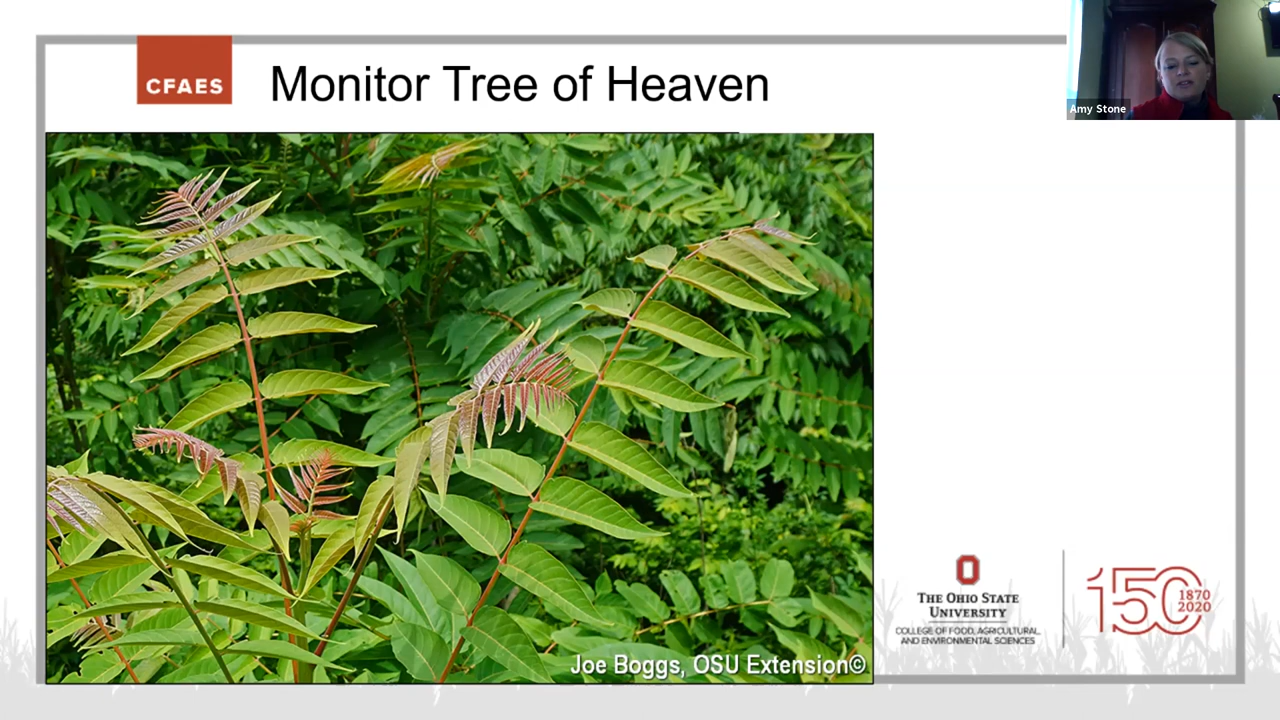 CFAES
Monitor Tree of Heaven
Amy Stone
Joe Boggs, OSU Extension©
THE OHIO STATE
UNIVERSITY
COLLEGE OF FOOD, AGRICULTURAL,
AND ENVIRONMENTAL SCIENCES
150
1870
2020